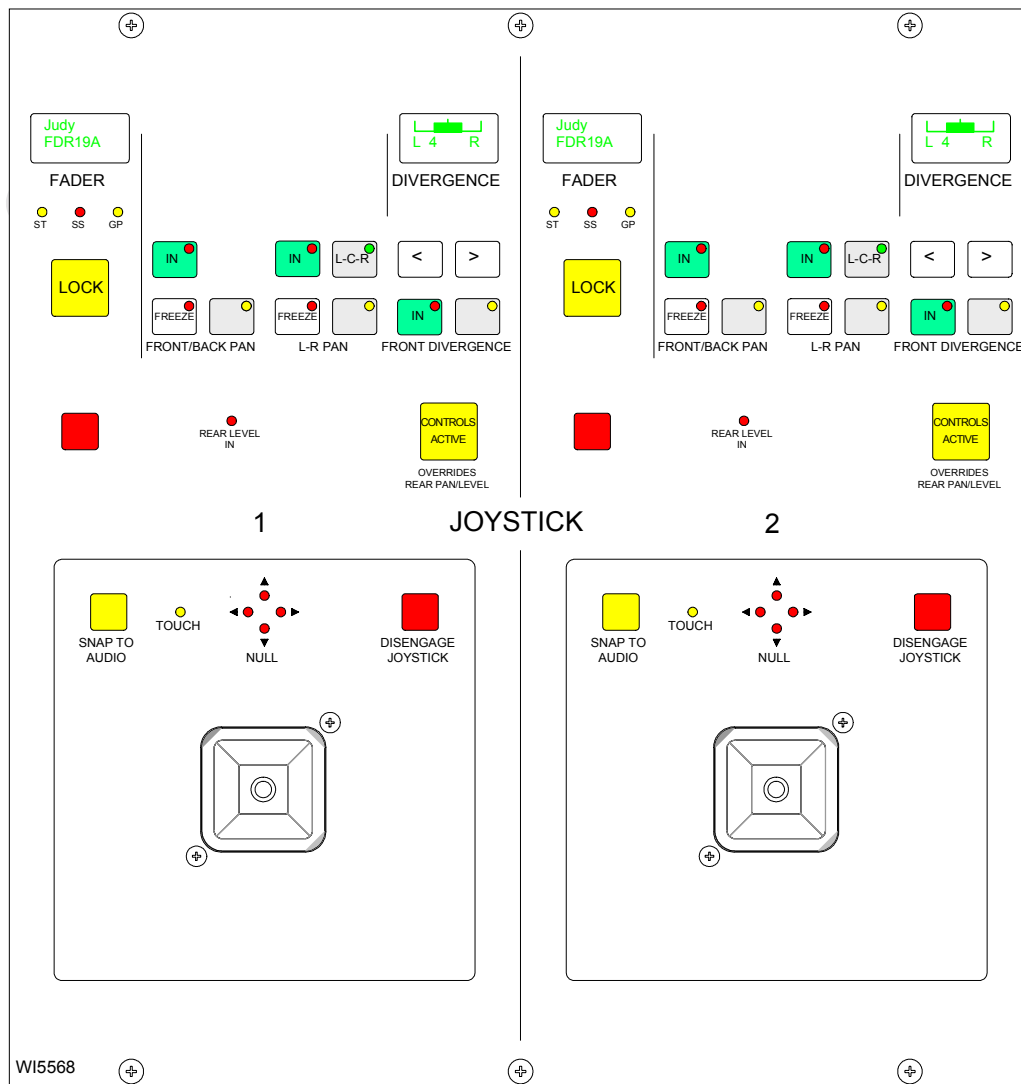 Judy
FDR19A
L 4 R
FADER
DIVERGENCE
ST SS GP
LOCK
IN
IN
L-C-R
< >
FREEZE
FREEZE
IN
FRONT/BACK PAN
L-R PAN
FRONT DIVERGENCE
REAR LEVEL
IN
CONTROLS
ACTIVE
OVERRIDES
REAR PAN/LEVEL
Judy
FDR19A
L 4 R
FADER
DIVERGENCE
ST SS GP
LOCK
IN
IN
L-C-R
< >
FREEZE
FREEZE
IN
FRONT/BACK PAN
L-R PAN
FRONT DIVERGENCE
REAR LEVEL
IN
CONTROLS
ACTIVE
OVERRIDES
REAR PAN/LEVEL
1 JOYSTICK 2
SNAP TO
AUDIO
TOUCH
NULL
DISENGAGE
JOYSTICK
SNAP TO
AUDIO
TOUCH
NULL
DISENGAGE
JOYSTICK
WI5568